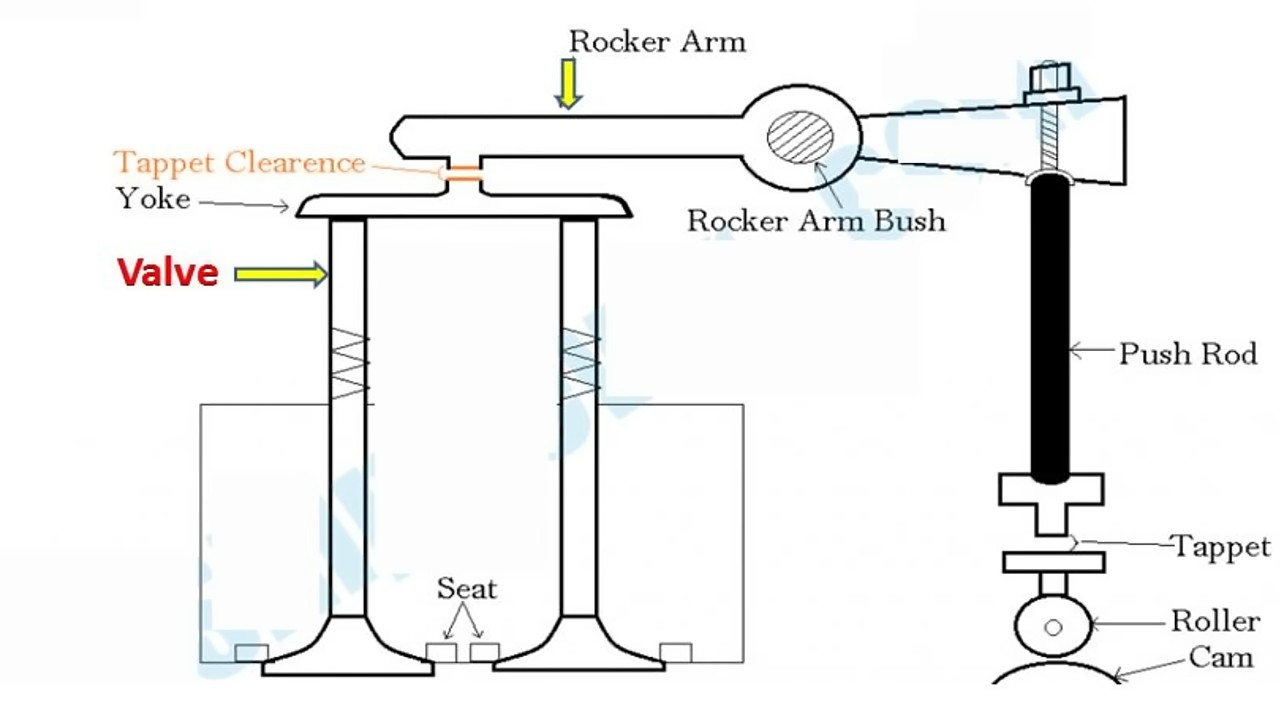 Rocker Arm
Tappet Clearence
Yoke
Rocker Arm Bush
Valve
Push Rod
Tappet
Seat
Roller
Cam